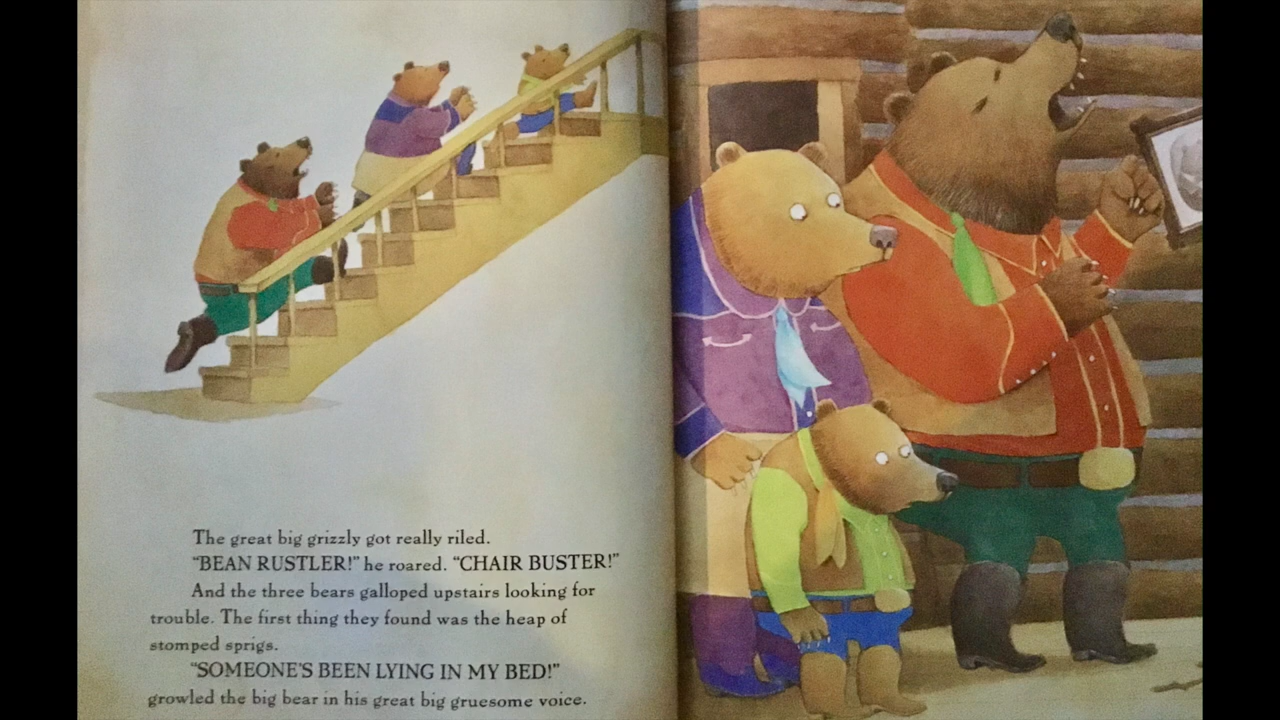 The great big grizzly got really riled.
“BEAN RUSTLER!” he roared. “CHAIR BUSTER!”
And the three bears galloped upstairs looking for
trouble. The first thing they found was the heap of
stomped sprigs.
“SOMEONE’S BEEN LYING IN MY BED!”
growled the big bear in his great big gruesome voice.